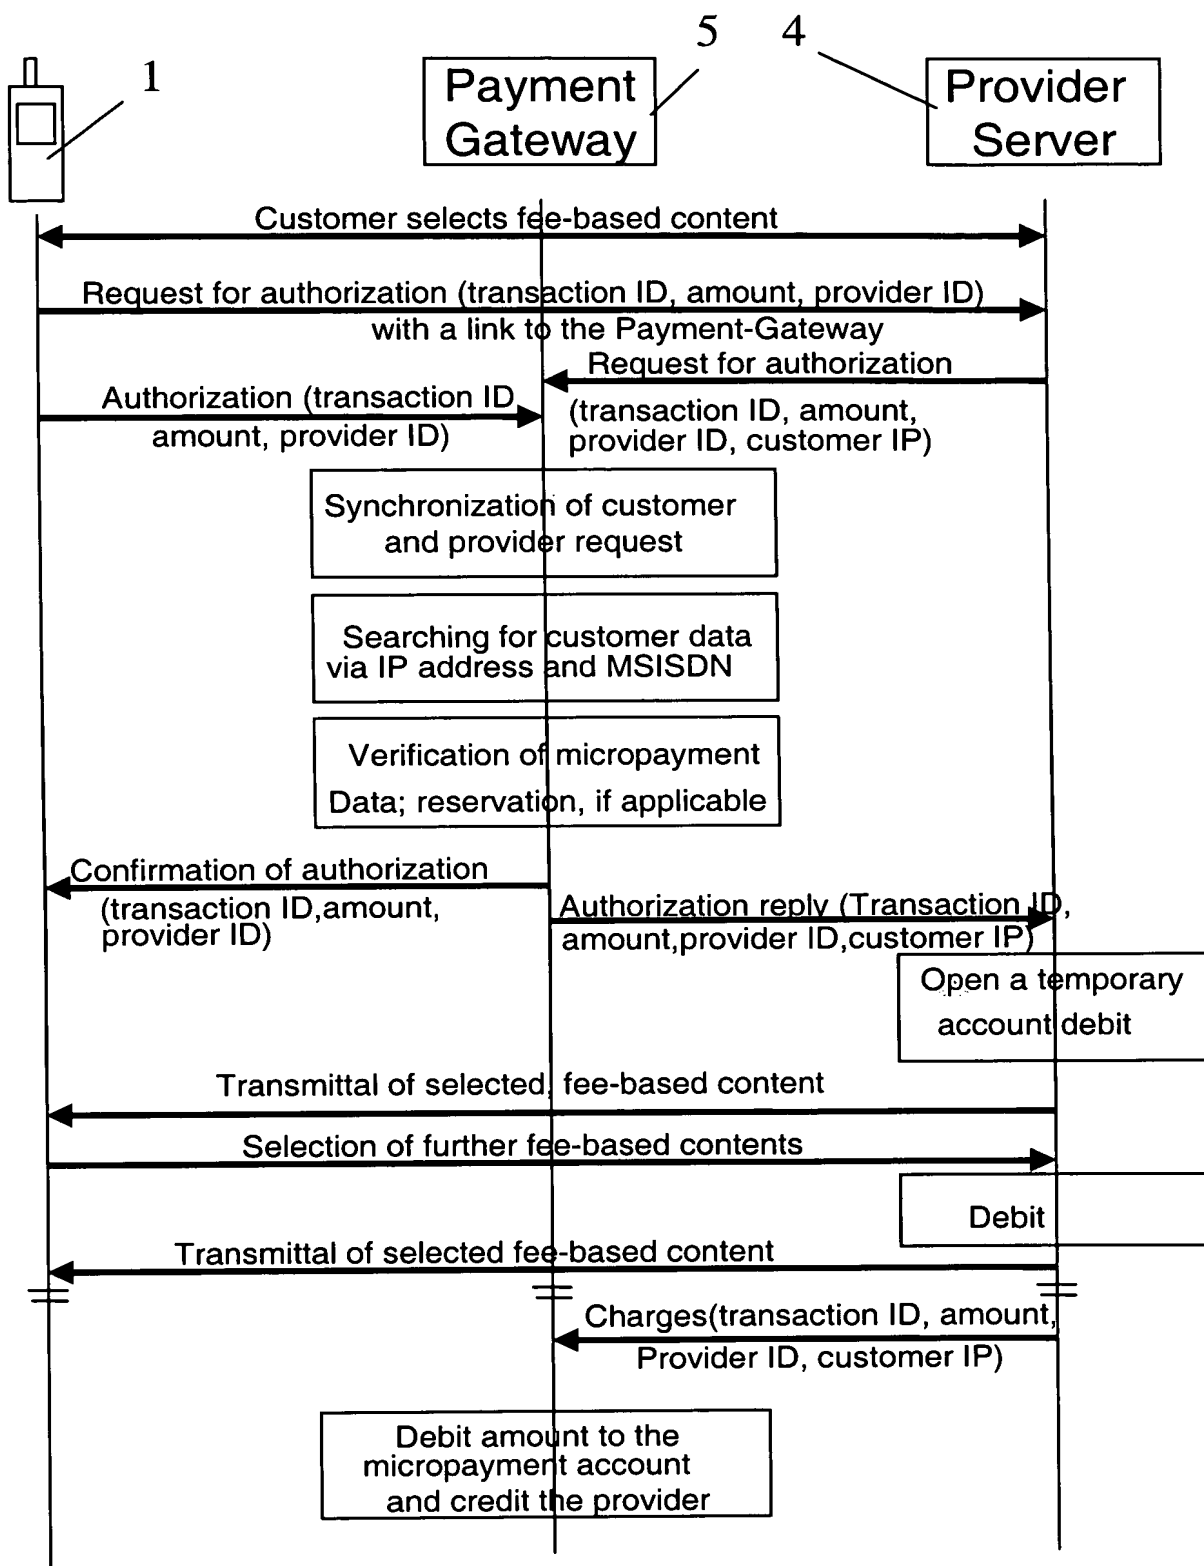 1
5
4
Payment
Gateway
Provider
Server
Customer selects fee-based content
Request for authorization (transaction ID, amount, provider ID)
with a link to the Payment-Gateway
Request for authorization
(transaction ID, amount,
provider ID, customer IP)
Authorization (transaction ID
amount, provider ID)
Synchronization of customer
and provider request
Searching for customer data
via IP address and MSISDN
Verification of micropayment
Data; reservation, if applicable
Confirmation of authorization
(transaction ID,amount,
provider ID)
Authorization reply (Transaction ID,
amount,provider ID,customer IP)
Open a temporary
account debit
Transmittal of selected, fee-based content
Selection of further fee-based contents
Debit
Transmittal of selected fee-based content
Charges(transaction ID, amount,
Provider ID, customer IP)
Debit amount to the
micropayment account
and credit the provider